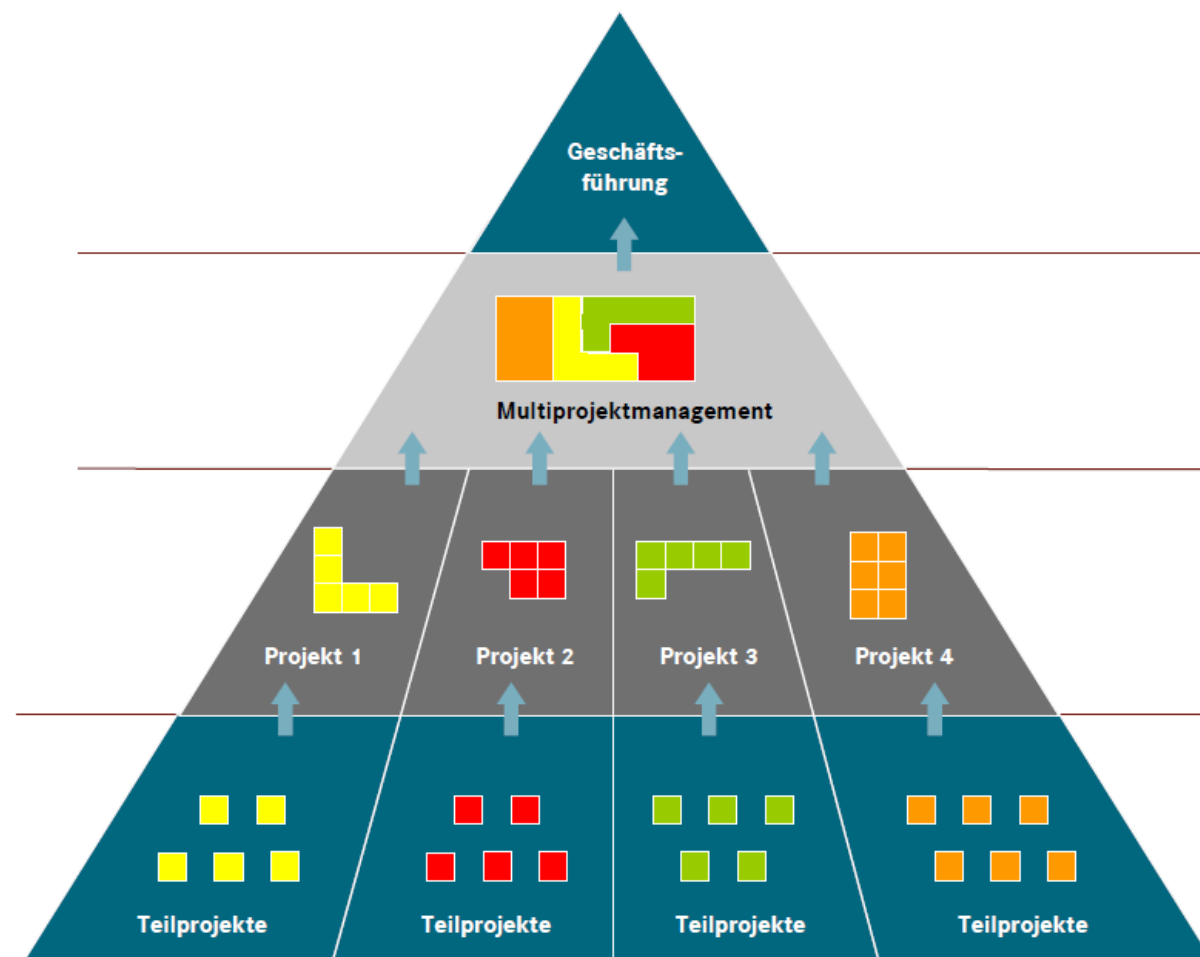 Geschäfts-
führung
Multiprojektmanagement
Projekt 1
Projekt 2
Projekt 3
Projekt 4
Teilprojekte
Teilprojekte
Teilprojekte
Teilprojekte